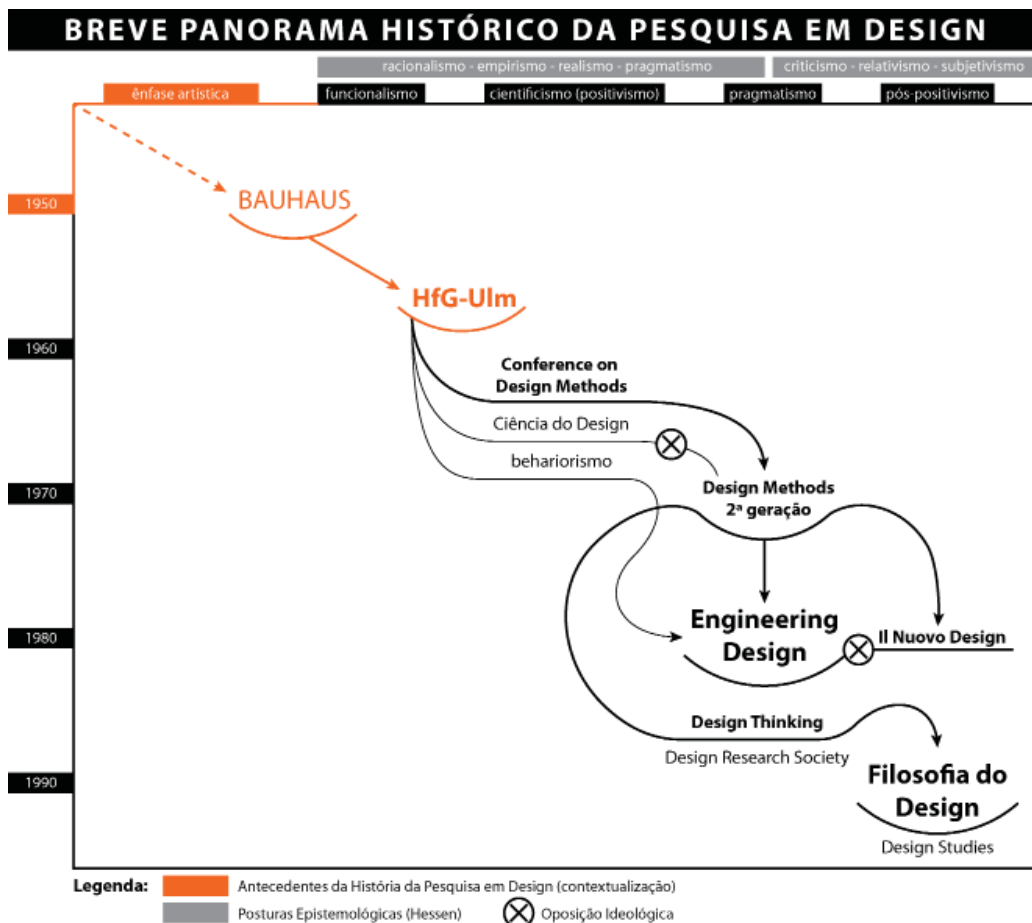 BREVE PANORAMA HISTÓRICO DA PESQUISA EM DESIGN
racionalismo - empirismo - realismo - pragmatismo
criticismo - relativismo - subjetivismo
ênfase artística
funcionalismo
cientificismo (positivismo)
pragmatismo
pós-positivismo
1950
BAUHAUS
HfG-Ulm
1960
Conference on
Design Methods
Ciência do Design
behariorismo
1970
Design Methods
2ª geração
Engineering
Design
1980
Il Nuovo Design
Design Thinking
Design Research Society
1990
Filosofia do
Design
Design Studies
Legenda:
Antecedentes da História da Pesquisa em Design (contextualização)
Posturas Epistemológicas (Hessen)
Oposição Ideológica